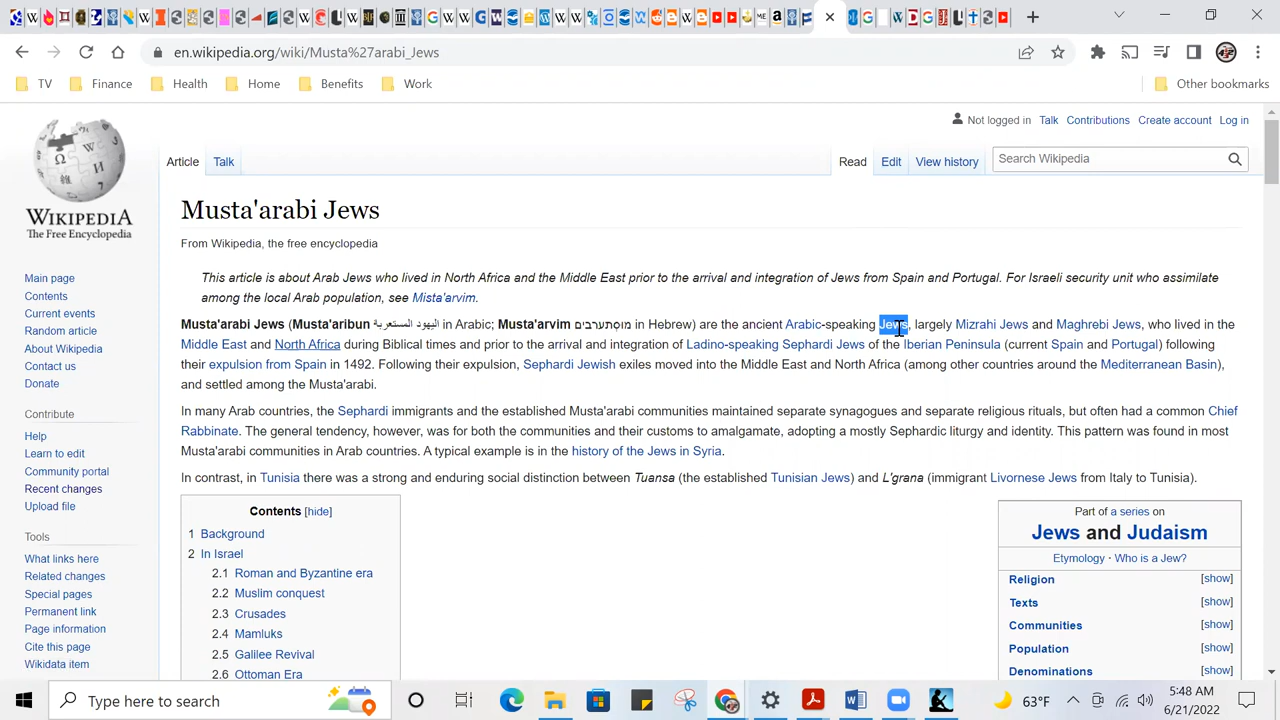 en.wikipedia.org/wiki/Musta%27arabi_Jews
TV Finance Health Home Benefits Work Other bookmarks
Not logged in Talk Contributions Create account Log in
Article Talk Read Edit View history Search Wikipedia
WIKIPEDIA
The Free Encyclopedia
Main page
Contents
Current events
Random article
About Wikipedia
Contact us
Donate
Contribute
Help
Learn to edit
Community portal
Recent changes
Upload file
Tools
What links here
Related changes
Special pages
Permanent link
Page information
Cite this page
Wikidata item
Musta'arabi Jews
From Wikipedia, the free encyclopedia
This article is about Arab Jews who lived in North Africa and the Middle East prior to the arrival and integration of Jews from Spain and Portugal. For Israeli security unit who assimilate
among the local Arab population, see Mista'arvim.
Musta'arabi Jews (Musta'aribun اليهود المستعربة in Arabic; Musta'arvim מוּסְתערבים in Hebrew) are the ancient Arabic-speaking Jews, largely Mizrahi Jews and Maghrebi Jews, who lived in the
Middle East and North Africa during Biblical times and prior to the arrival and integration of Ladino-speaking Sephardi Jews of the Iberian Peninsula (current Spain and Portugal) following
their expulsion from Spain in 1492. Following their expulsion, Sephardi Jewish exiles moved into the Middle East and North Africa (among other countries around the Mediterranean Basin),
and settled among the Musta'arabi.
In many Arab countries, the Sephardi immigrants and the established Musta'arabi communities maintained separate synagogues and separate religious rituals, but often had a common Chief
Rabbinate. The general tendency, however, was for both the communities and their customs to amalgamate, adopting a mostly Sephardic liturgy and identity. This pattern was found in most
Musta'arabi communities in Arab countries. A typical example is in the history of the Jews in Syria.
In contrast, in Tunisia there was a strong and enduring social distinction between Tuansa (the established Tunisian Jews) and L'grana (immigrant Livornese Jews from Italy to Tunisia).
Contents [hide]
1 Background
2 In Israel
2.1 Roman and Byzantine era
2.2 Muslim conquest
2.3 Crusades
2.4 Mamluks
2.5 Galilee Revival
2.6 Ottoman Era
Part of a series on
Jews and Judaism
Etymology · Who is a Jew?
Religion [show]
Texts [show]
Communities [show]
Population [show]
Denominations [show]
Type here to search
63°F
5:48 AM
6/21/2022